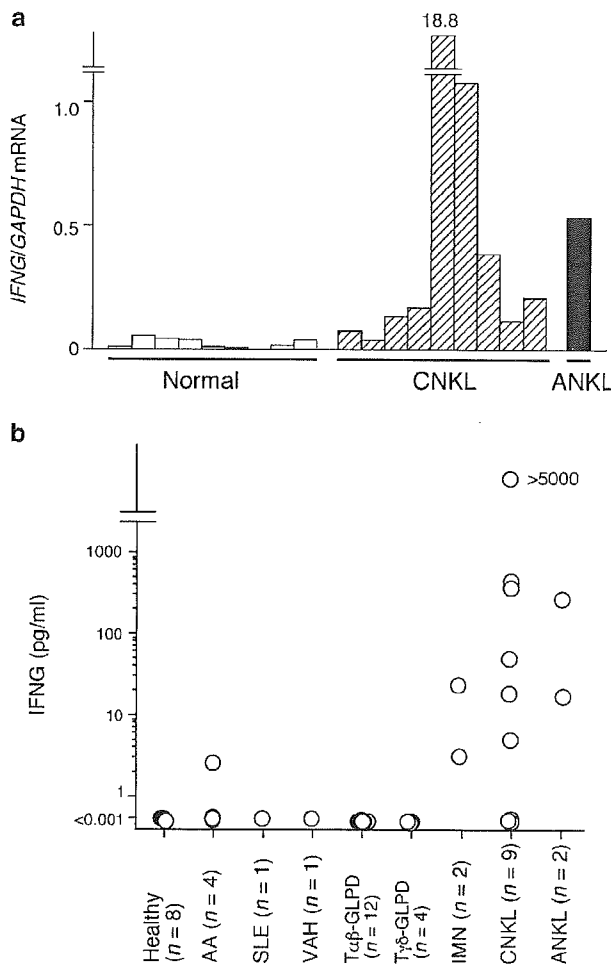 a
18.8
1.0
0.5
0
IFNG/GAPDH mRNA
Normal
CNKL
ANKL
b
>5000
1000
100
10
1
<0.001
IFNG (pg/ml)
Healthy
(n = 8)
AA (n = 4)
SLE (n = 1)
VAH (n = 1)
Tαβ-GLPD
(n = 12)
Tγδ-GLPD
(n = 4)
IMN (n = 2)
CNKL (n = 9)
ANKL (n = 2)